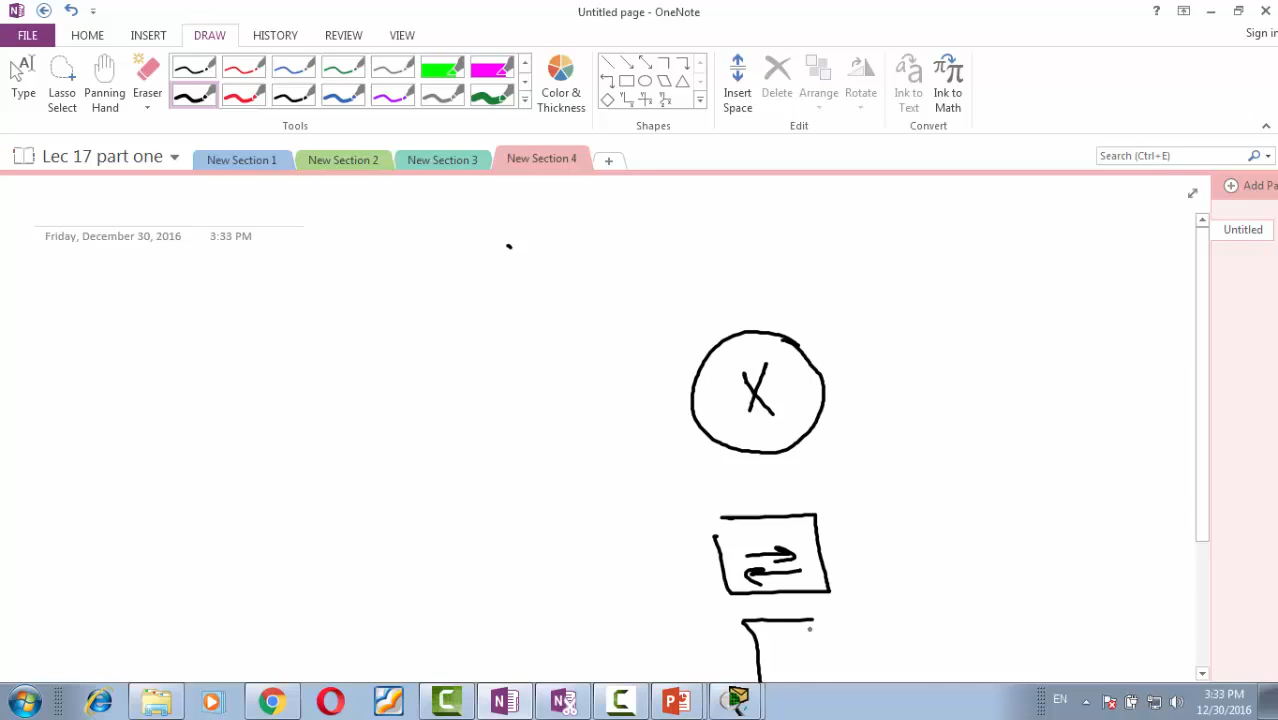 Untitled page - OneNote
? 
Sign in
FILE HOME INSERT DRAW HISTORY REVIEW VIEW
Type
Lasso Select
Panning Hand
Eraser
Color & Thickness
Insert Space
Delete
Arrange
Rotate
Ink to Text
Ink to Math
Tools
Shapes
Edit
Convert
Lec 17 part one
New Section 1
New Section 2
New Section 3
New Section 4
Search (Ctrl+E)
Add Pa
Friday, December 30, 2016 3:33 PM
Untitled
X
EN
3:33 PM
12/30/2016